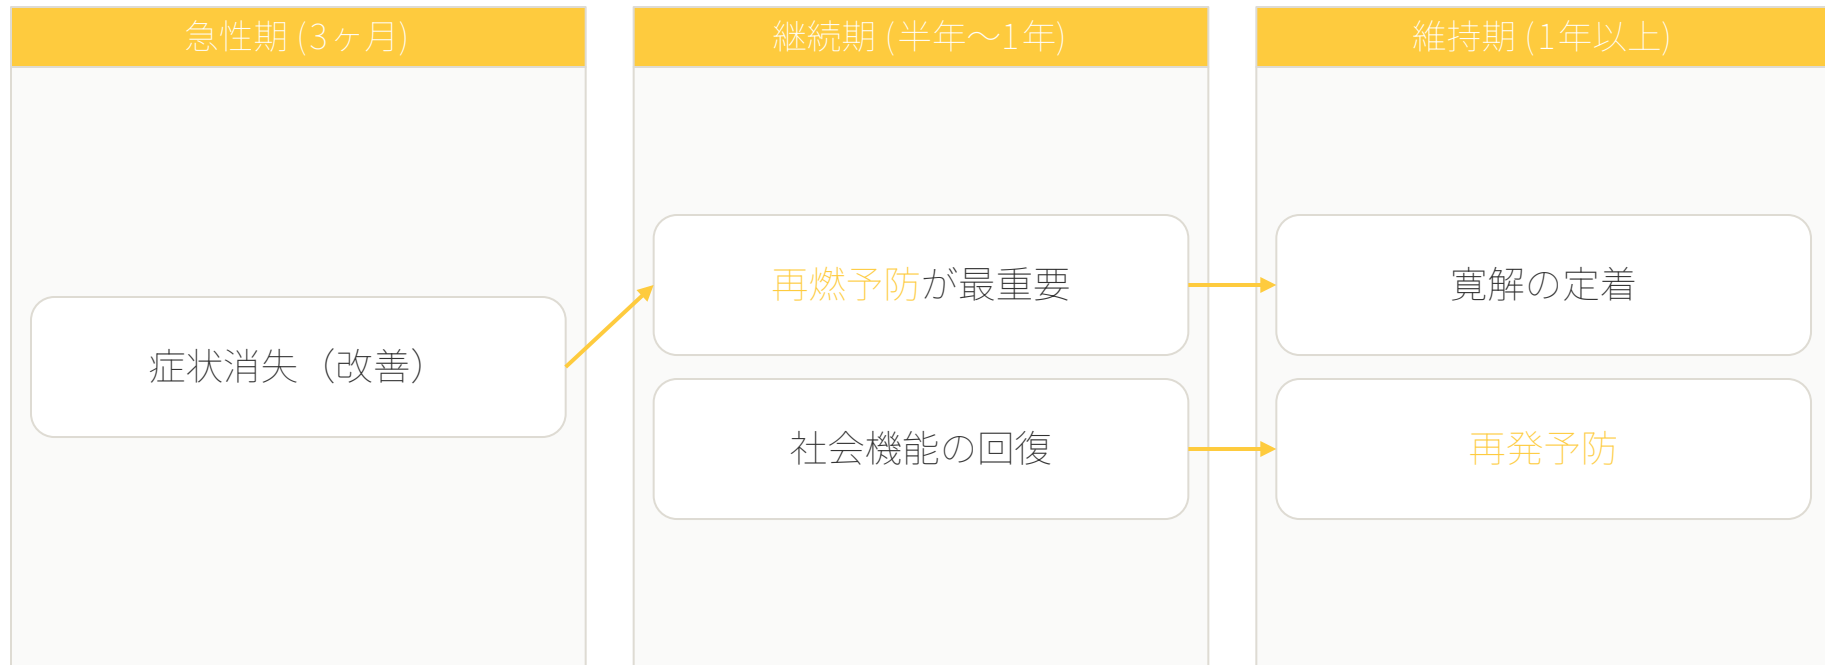 急性期 (3ヶ月)
症状消失（改善）
継続期 (半年～1年)
再燃予防が最重要
社会機能の回復
維持期 (1年以上)
寛解の定着
再発予防